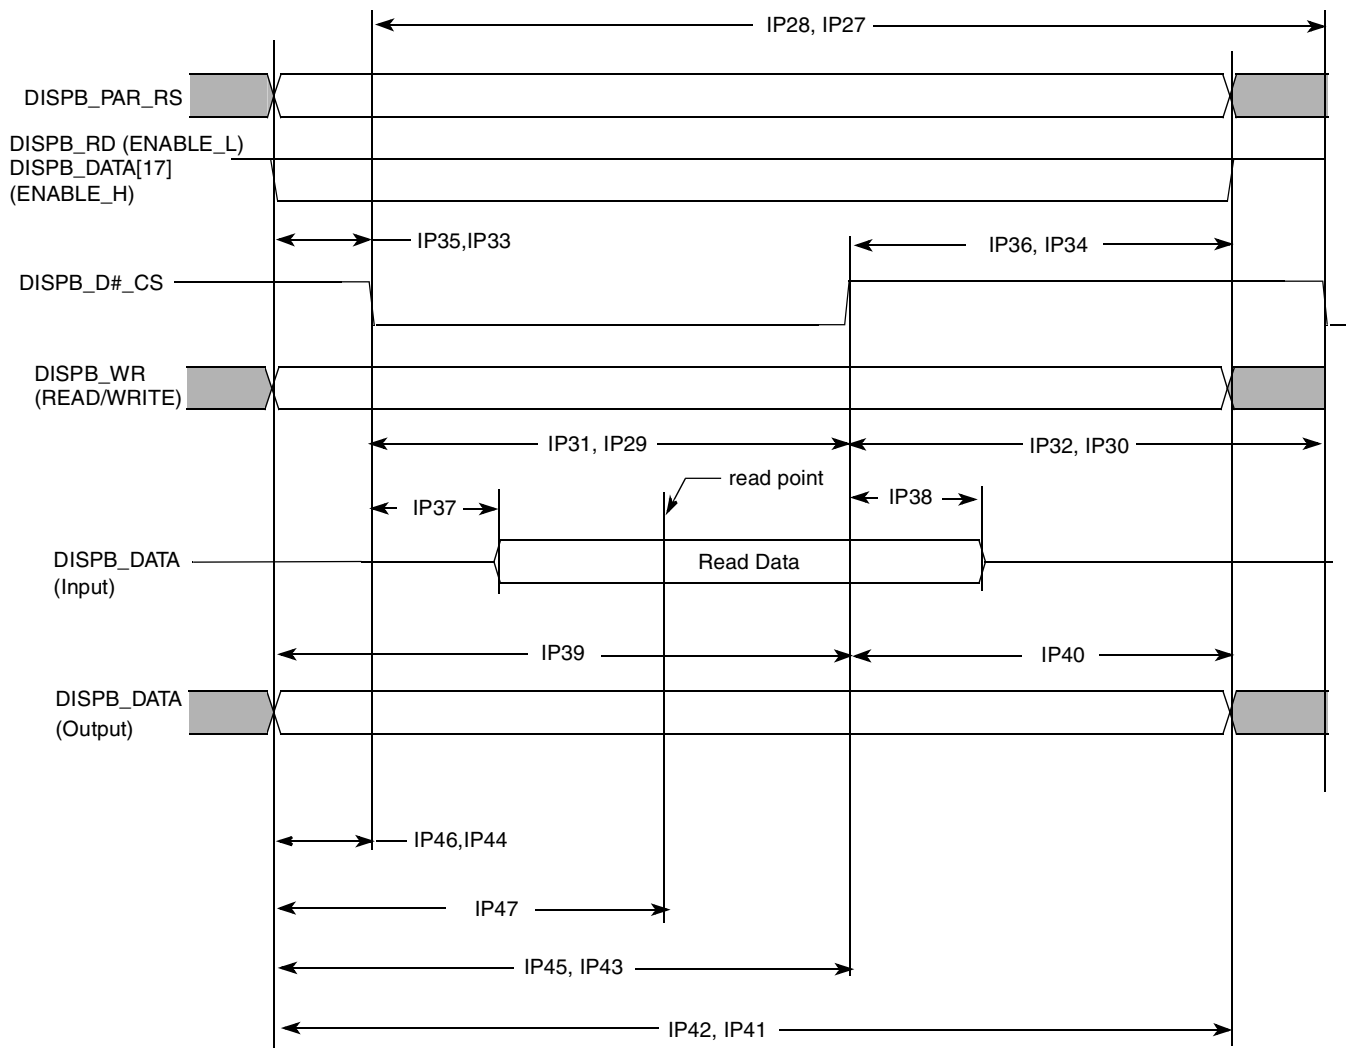 IP28, IP27
DISPB_PAR_RS
DISPB_RD (ENABLE_L)
DISPB_DATA[17]
(ENABLE_H)
IP35,IP33
IP36, IP34
DISPB_D#_CS
DISPB_WR
(READ/WRITE)
IP31, IP29
IP32, IP30
read point
IP37
IP38
DISPB_DATA
(Input)
Read Data
IP39
IP40
DISPB_DATA
(Output)
IP46,IP44
IP47
IP45, IP43
IP42, IP41